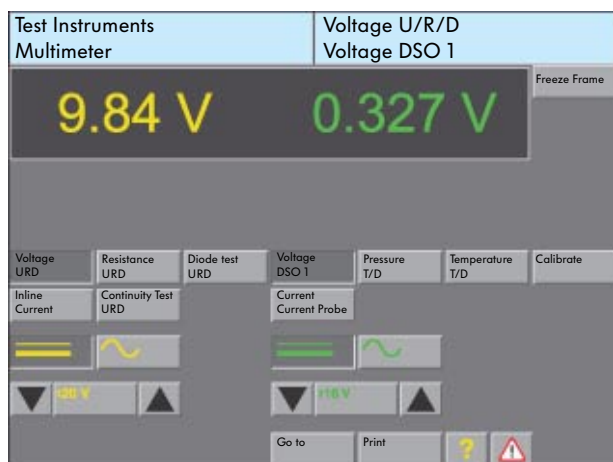 Test Instruments
Multimeter
Voltage U/R/D
Voltage DSO 1
Freeze Frame
9.84 V
0.327 V
Voltage
URD
Resistance
URD
Diode test
URD
Voltage
DSO 1
Pressure
T/D
Temperature
T/D
Calibrate
Inline
Current
Continuity Test
URD
Current
Current Probe
Go to
Print
?